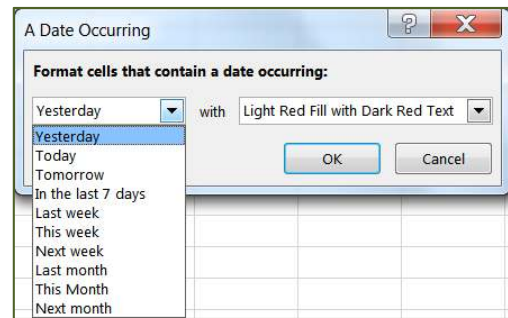 A Date Occurring
Format cells that contain a date occurring:
Yesterday with Light Red Fill with Dark Red Text
Yesterday
Today
Tomorrow
In the last 7 days
Last week
This week
Next week
Last month
This Month
Next month
OK Cancel